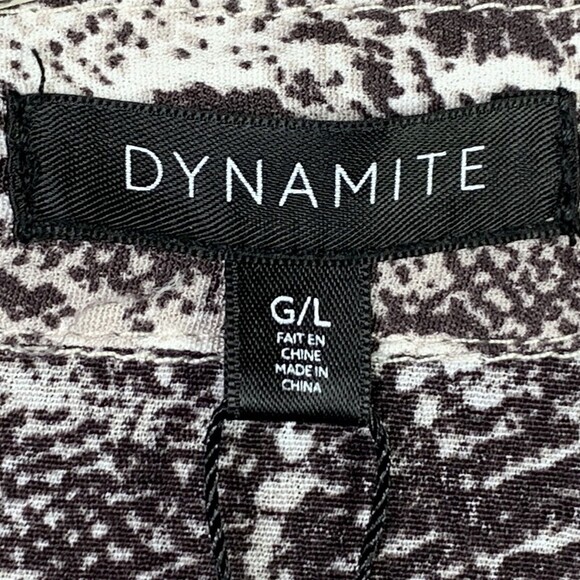 DYNAMITE
G/L
FAIT EN
CHINE
MADE IN
CHINA